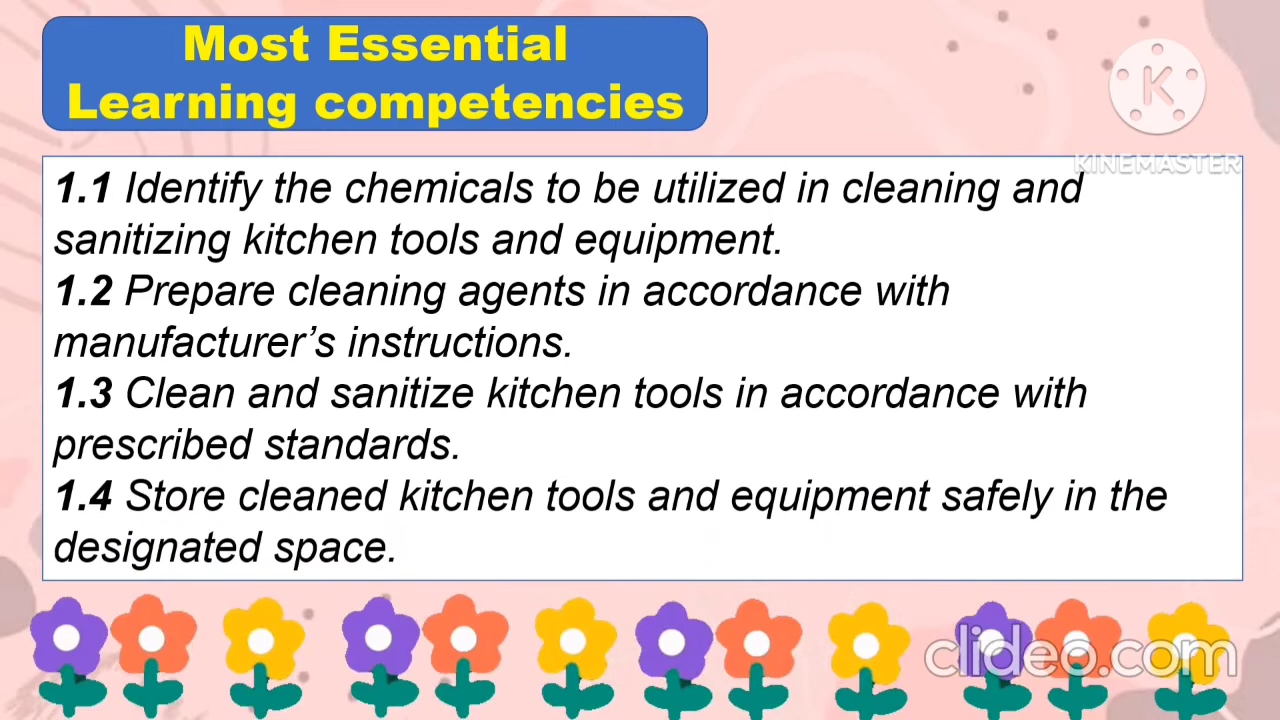 Most Essential
Learning competencies
K
KINEMASTER
1.1 Identify the chemicals to be utilized in cleaning and
sanitizing kitchen tools and equipment.
1.2 Prepare cleaning agents in accordance with
manufacturer’s instructions.
1.3 Clean and sanitize kitchen tools in accordance with
prescribed standards.
1.4 Store cleaned kitchen tools and equipment safely in the
designated space.
clideo.com